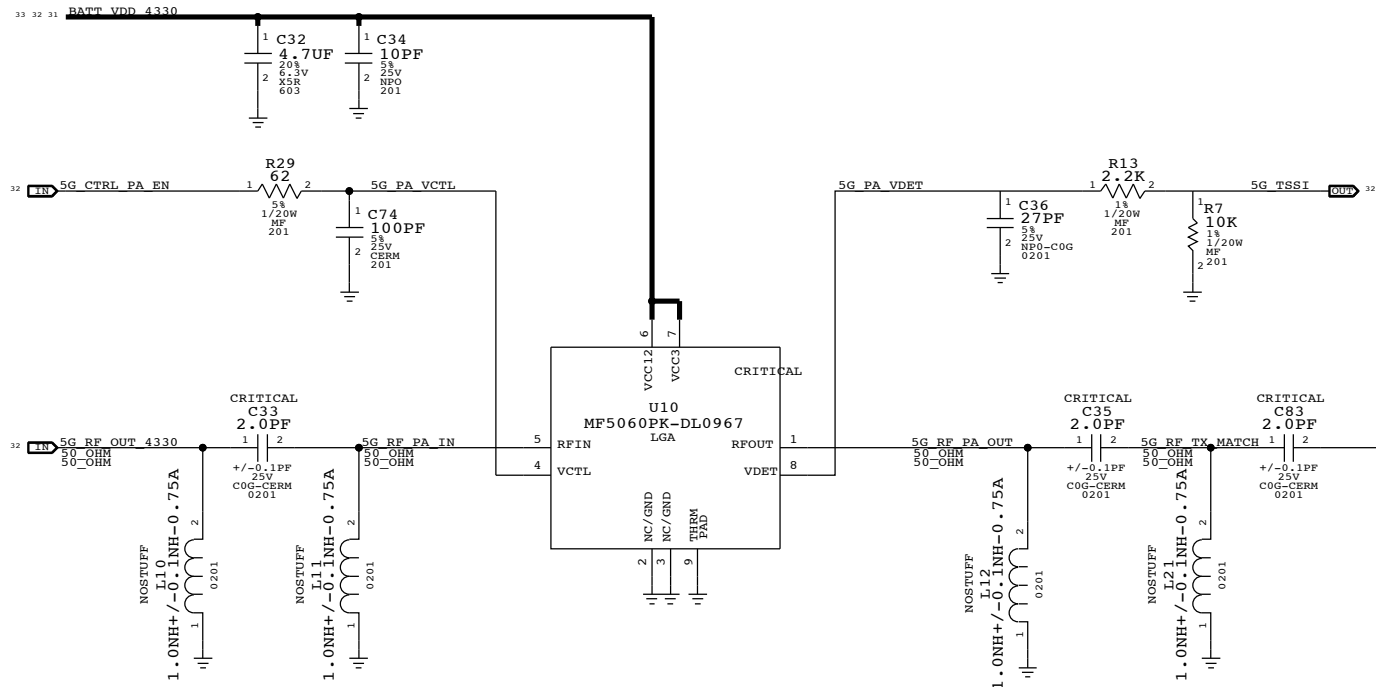 33 32 31 BATT_VDD_4330
1 C32
4.7UF
20%
6.3V
2 X5R
603
1 C34
10PF
5%
25V
2 NPO
201
32 IN 5G_CTRL_PA_EN
R29
62
1 2
5%
1/20W
MF
201
5G_PA_VCTL
1 C74
100PF
5%
25V
2 CERM
201
5G_PA_VDET
1 C36
27PF
5%
25V
2 NP0-C0G
0201
R13
2.2K
1 2
1%
1/20W
MF
201
5G_TSSI
OUT 32
1 R7
10K
1%
1/20W
MF
2 201
6 7
VCC12
VCC3
CRITICAL
U10
MF5060PK-DL0967
LGA
5 RFIN
4 VCTL
RFOUT 1
VDET 8
NC/GND
NC/GND
THRM
PAD
2 3 9
32 IN 5G_RF_OUT_4330
50_OHM
50_OHM
CRITICAL
C33
2.0PF
1 2
+/-0.1PF
25V
C0G-CERM
0201
5G_RF_PA_IN
50_OHM
50_OHM
NOSTUFF
L10
1.0NH+/-0.1NH-0.75A
0201
2
1
NOSTUFF
L11
1.0NH+/-0.1NH-0.75A
0201
2
1
5G_RF_PA_OUT
50_OHM
50_OHM
CRITICAL
C35
2.0PF
1 2
+/-0.1PF
25V
C0G-CERM
0201
5G_RF_TX_MATCH
50_OHM
50_OHM
CRITICAL
C83
2.0PF
1 2
+/-0.1PF
25V
C0G-CERM
0201
NOSTUFF
L12
1.0NH+/-0.1NH-0.75A
0201
2
1
NOSTUFF
L21
1.0NH+/-0.1NH-0.75A
0201
2
1